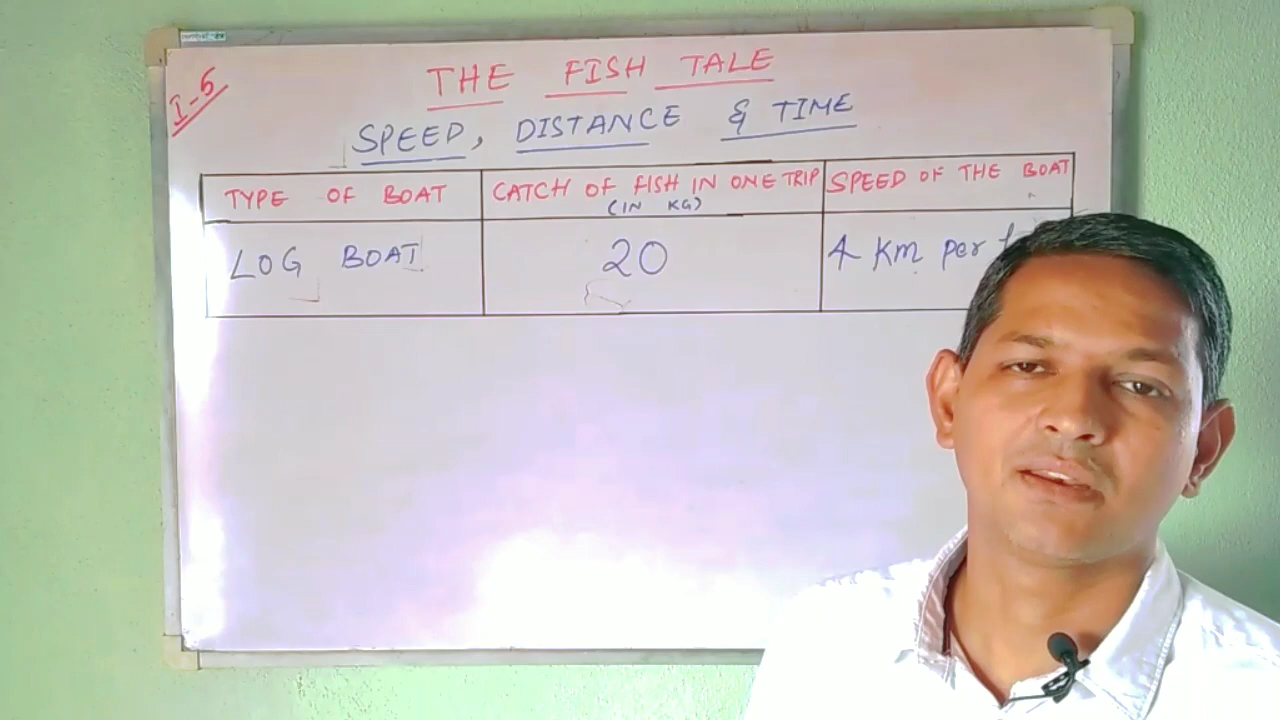 I-6
THE FISH TALE
SPEED, DISTANCE & TIME
TYPE OF BOAT
CATCH OF FISH IN ONE TRIP
(IN KG)
SPEED OF THE BOAT
LOG BOAT
20
4 km per